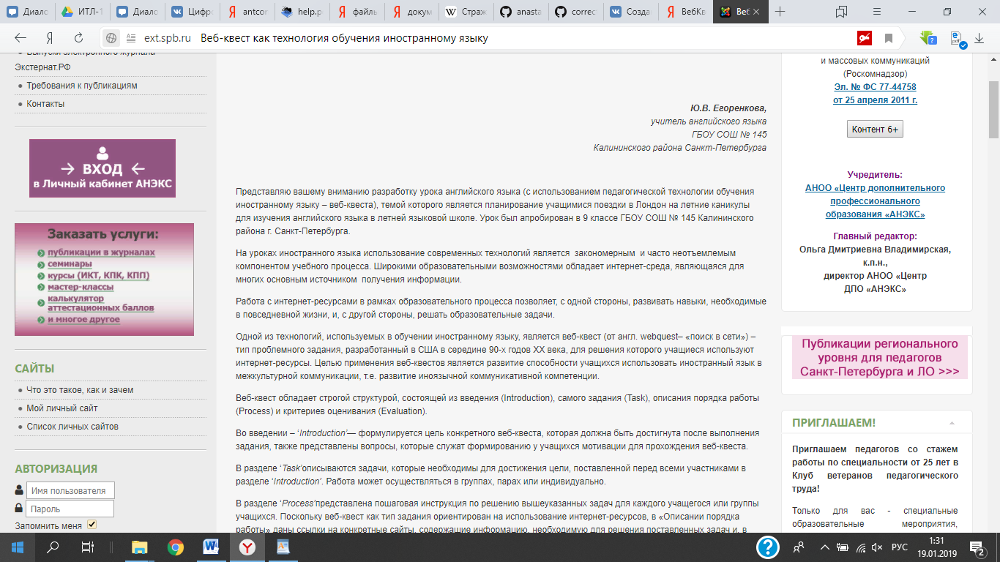 Диало
ИТЛ-1
Диало
Цифро
antcor
help.p
файль
докум
Страж
anasta
correc
Созда
ВебКв
Веб
ext.spb.ru Веб-квест как технология обучения иностранному языку
Выпуски электронного журнала
Экстернат.РФ
Требования к публикациям
Контакты
ВХОД
в Личный кабинет АНЭКС
Заказать услуги:
публикации в журналах
семинары
курсы (ИКТ, КПК, КПП)
мастер-классы
калькулятор
аттестационных баллов
и многое другое
САЙТЫ
Что это такое, как и зачем
Мой личный сайт
Список личных сайтов
АВТОРИЗАЦИЯ
Имя пользователя
Пароль
Запомнить меня
Ю.В. Егоренкова,
учитель английского языка
ГБОУ СОШ № 145
Калининского района Санкт-Петербурга
Представляю вашему вниманию разработку урока английского языка (с использованием педагогической технологии обучения
иностранному языку – веб-квеста), темой которого является планирование учащимися поездки в Лондон на летние каникулы
для изучения английского языка в летней языковой школе. Урок был апробирован в 9 классе ГБОУ СОШ № 145 Калининского
района г. Санкт-Петербурга.
На уроках иностранного языка использование современных технологий является закономерным и часто неотъемлемым
компонентом учебного процесса. Широкими образовательными возможностями обладает интернет-среда, являющаяся для
многих основным источником получения информации.
Работа с интернет-ресурсами в рамках образовательного процесса позволяет, с одной стороны, развивать навыки, необходимые
в повседневной жизни, и, с другой стороны, решать образовательные задачи.
Одной из технологий, используемых в обучении иностранному языку, является веб-квест (от англ. webquest– «поиск в сети») –
тип проблемного задания, разработанный в США в середине 90-х годов XX века, для решения которого учащиеся используют
интернет-ресурсы. Целью применения веб-квестов является развитие способности учащихся использовать иностранный язык в
межкультурной коммуникации, т.е. развитие иноязычной коммуникативной компетенции.
Веб-квест обладает строгой структурой, состоящей из введения (Introduction), самого задания (Task), описания порядка работы
(Process) и критериев оценивания (Evaluation).
Во введении – ‘Introduction’— формулируется цель конкретного веб-квеста, которая должна быть достигнута после выполнения
задания, также представлены вопросы, которые служат формированию у учащихся мотивации для прохождения веб-квеста.
В разделе ‘Task’описываются задачи, которые необходимы для достижения цели, поставленной перед всеми участниками в
разделе ‘Introduction’. Работа может осуществляться в группах, парах или индивидуально.
В разделе ‘Process’представлена пошаговая инструкция по решению вышеуказанных задач для каждого учащегося или группы
учащихся. Поскольку веб-квест как тип задания ориентирован на использование интернет-ресурсов, в «Описании порядка
работы» даны ссылки на конкретные сайты, содержащие информацию, необходимую для решения поставленных задач и, в
и массовых коммуникаций
(Роскомнадзор)
Эл. № ФС 77-44758
от 25 апреля 2011 г.
Контент 6+
Учредитель:
АНОО «Центр дополнительного
профессионального
образования «АНЭКС»
Главный редактор:
Ольга Дмитриевна Владимирская,
к.п.н.,
директор АНОО «Центр
ДПО «АНЭКС»
Публикации регионального
уровня для педагогов
Санкт-Петербурга и ЛО >>>
ПРИГЛАШАЕМ!
Приглашаем педагогов со стажем
работы по специальности от 25 лет в
Клуб ветеранов педагогического
труда!
Только для вас - специальные
образовательные мероприятия,
РУС
1:31
19.01.2019
2